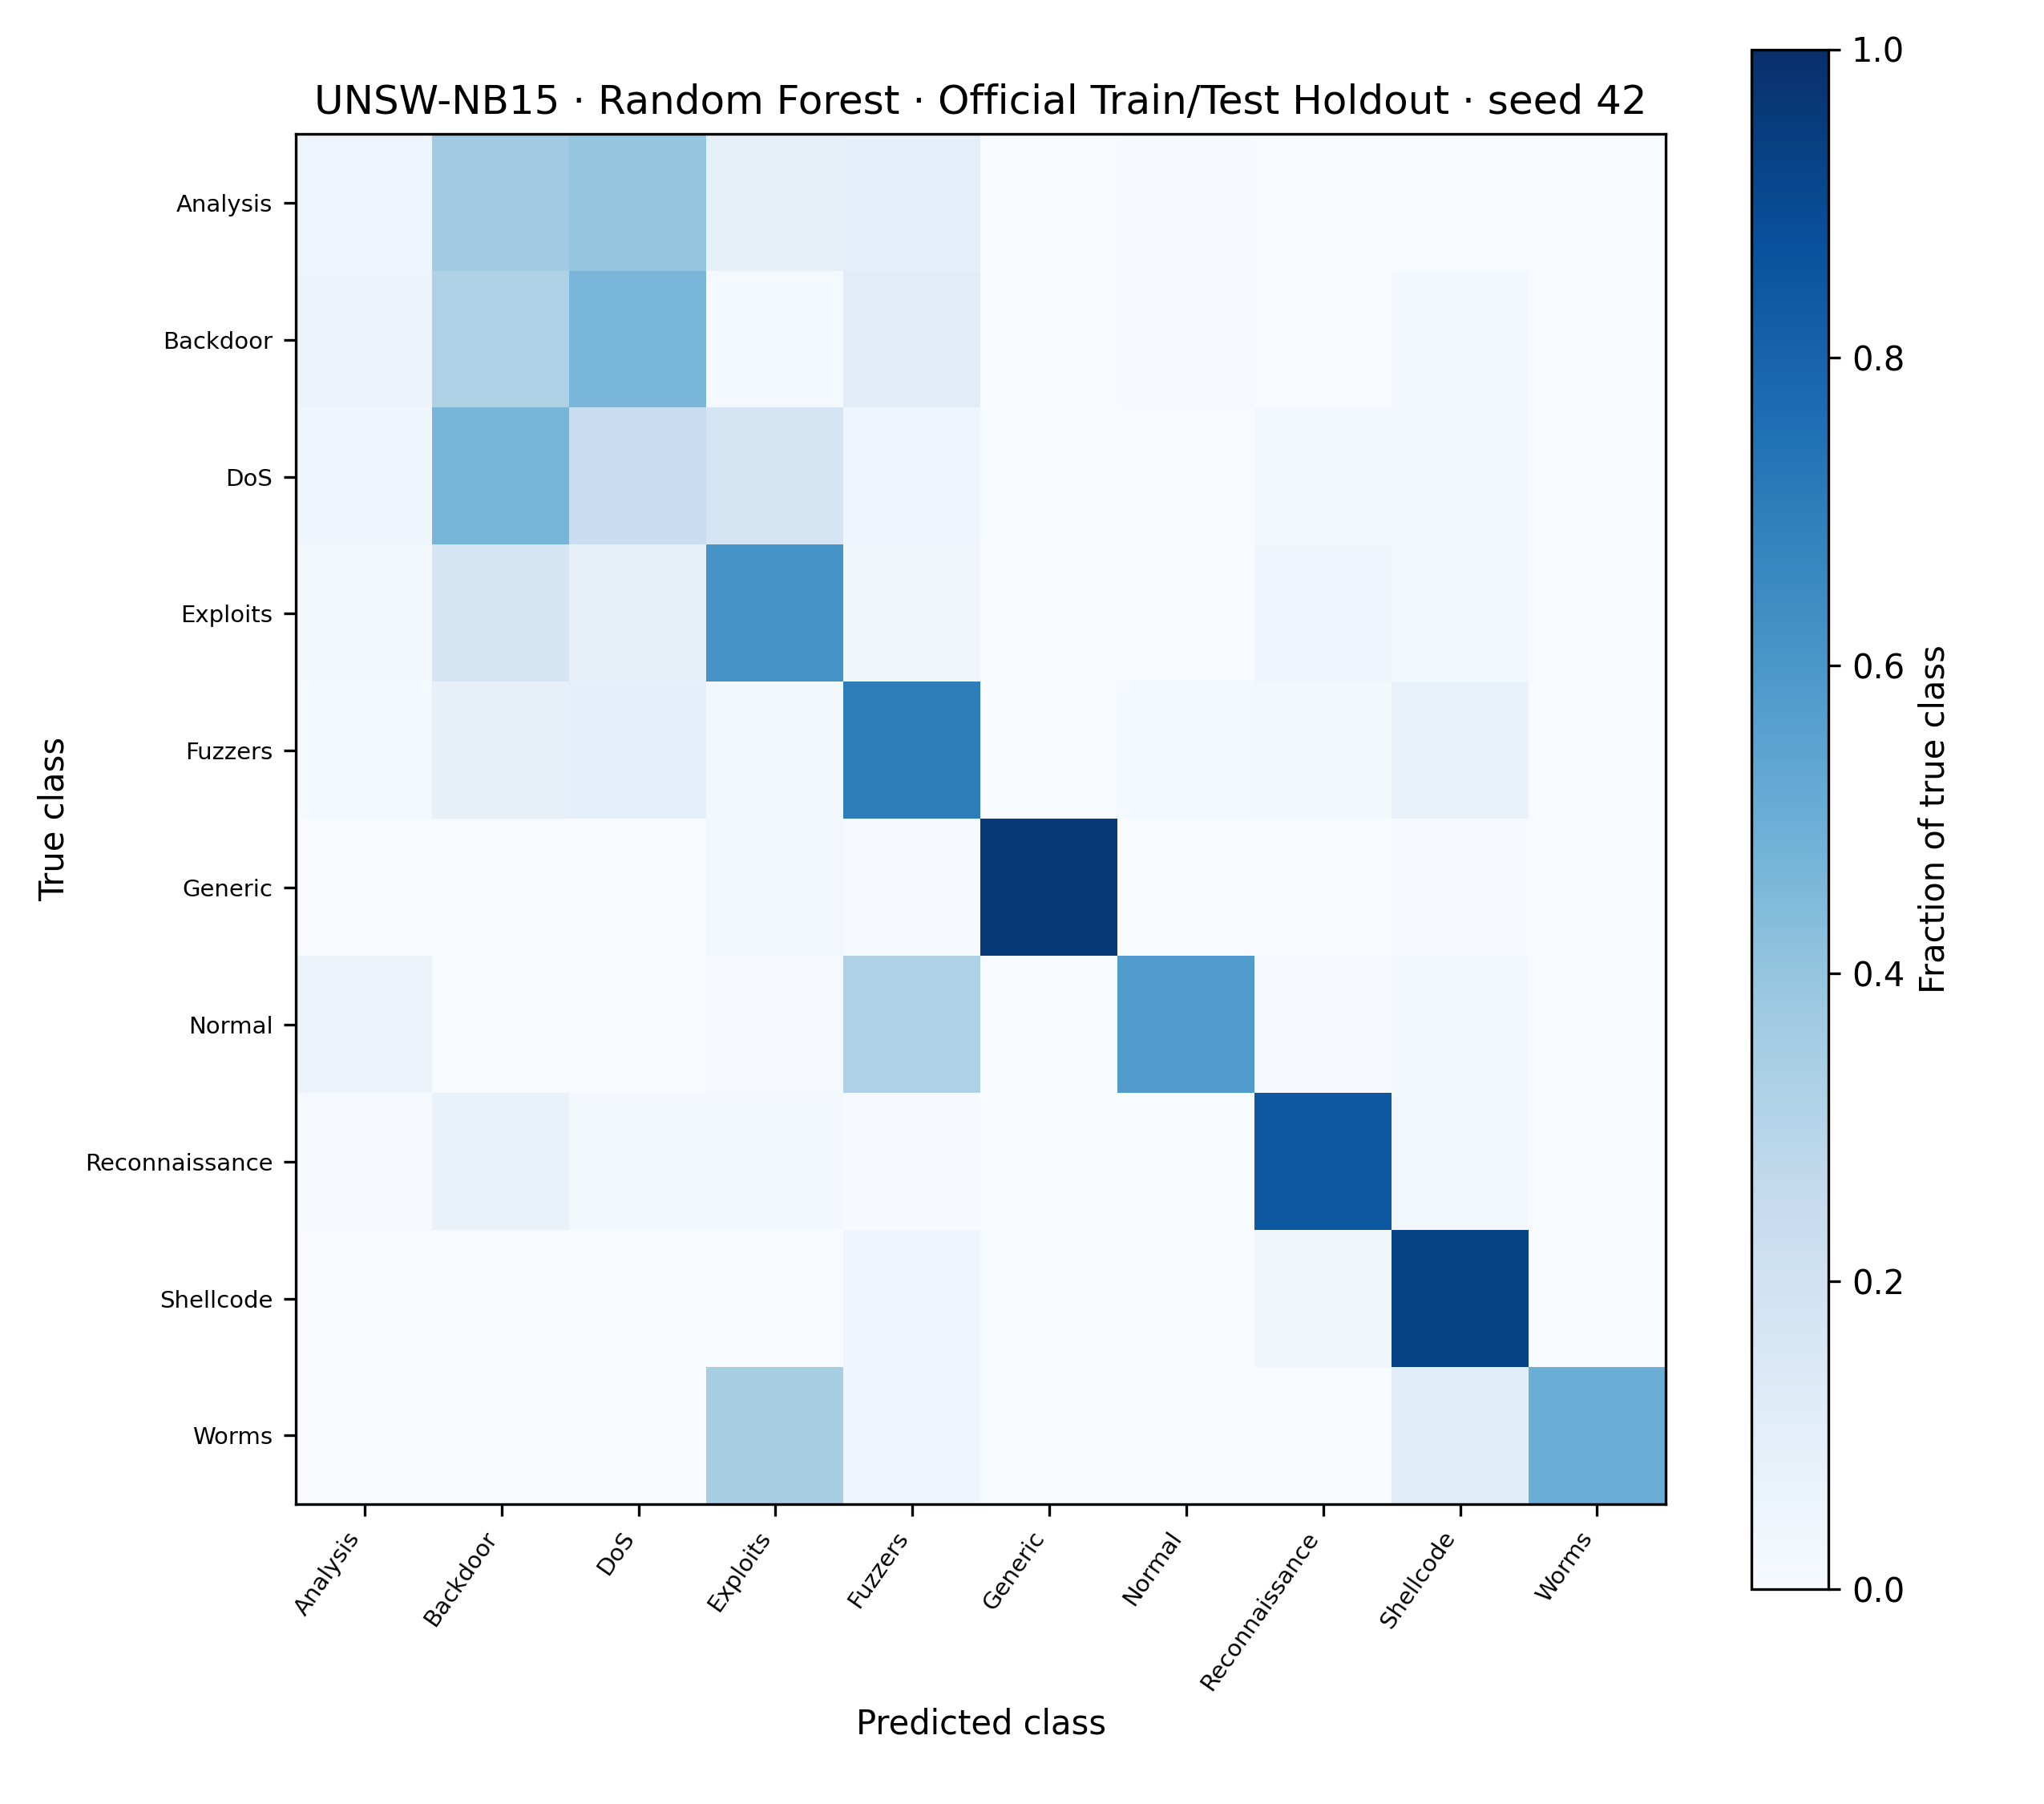 UNSW-NB15 · Random Forest · Official Train/Test Holdout · seed 42
True class
Analysis
Backdoor
DoS
Exploits
Fuzzers
Generic
Normal
Reconnaissance
Shellcode
Worms
Analysis
Backdoor
DoS
Exploits
Fuzzers
Generic
Normal
Reconnaissance
Shellcode
Worms
Predicted class
1.0
0.8
0.6
0.4
0.2
0.0
Fraction of true class